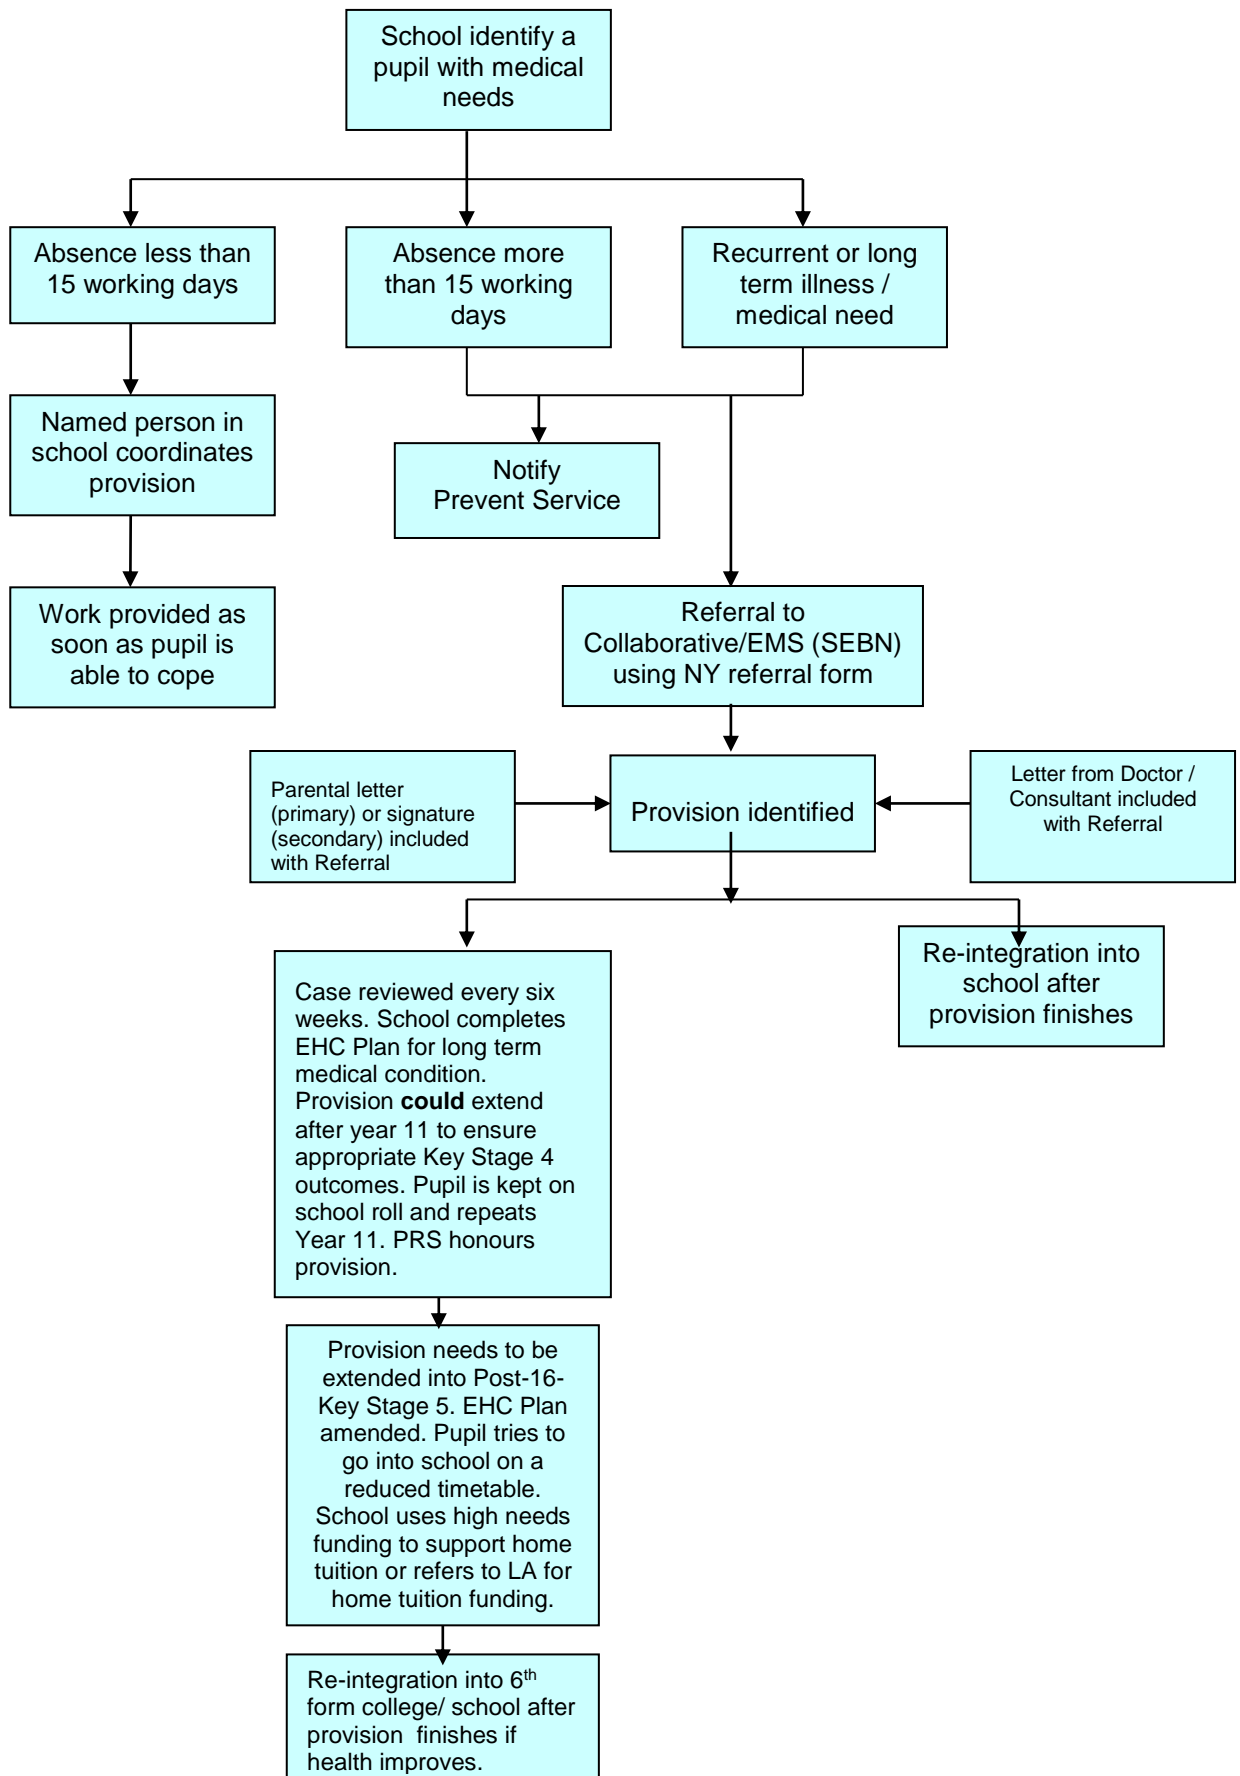 School identify a
pupil with medical
needs
Absence less than
15 working days
Absence more
than 15 working
days
Recurrent or long
term illness /
medical need
Named person in
school coordinates
provision
Notify
Prevent Service
Work provided as
soon as pupil is
able to cope
Referral to
Collaborative/EMS (SEBN)
using NY referral form
Parental letter
(primary) or signature
(secondary) included
with Referral
Provision identified
Letter from Doctor /
Consultant included
with Referral
Case reviewed every six
weeks. School completes
EHC Plan for long term
medical condition.
Provision could extend
after year 11 to ensure
appropriate Key Stage 4
outcomes. Pupil is kept on
school roll and repeats
Year 11. PRS honours
provision.
Re-integration into
school after
provision finishes
Provision needs to be
extended into Post-16-
Key Stage 5. EHC Plan
amended. Pupil tries to
go into school on a
reduced timetable.
School uses high needs
funding to support home
tuition or refers to LA for
home tuition funding.
Re-integration into 6th
form college/ school after
provision  finishes if
health improves.